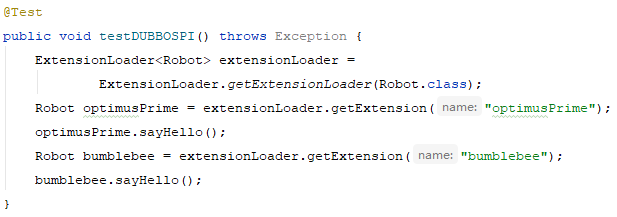 @Test
public void testDUBBOSPI() throws Exception {
ExtensionLoader<Robot> extensionLoader =
ExtensionLoader.getExtensionLoader(Robot.class);
Robot optimusPrime = extensionLoader.getExtension( name: "optimusPrime");
optimusPrime.sayHello();
Robot bumblebee = extensionLoader.getExtension( name: "bumblebee");
bumblebee.sayHello();
}